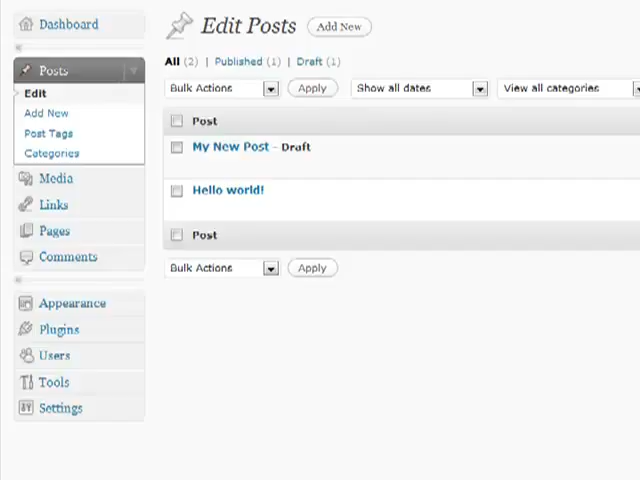 Dashboard
Posts
Edit
Add New
Post Tags
Categories
Media
Links
Pages
Comments
Appearance
Plugins
Users
Tools
Settings
Edit Posts Add New
All (2) | Published (1) | Draft (1)
Bulk Actions Apply Show all dates View all categories
Post
My New Post - Draft
Hello world!
Post
Bulk Actions Apply